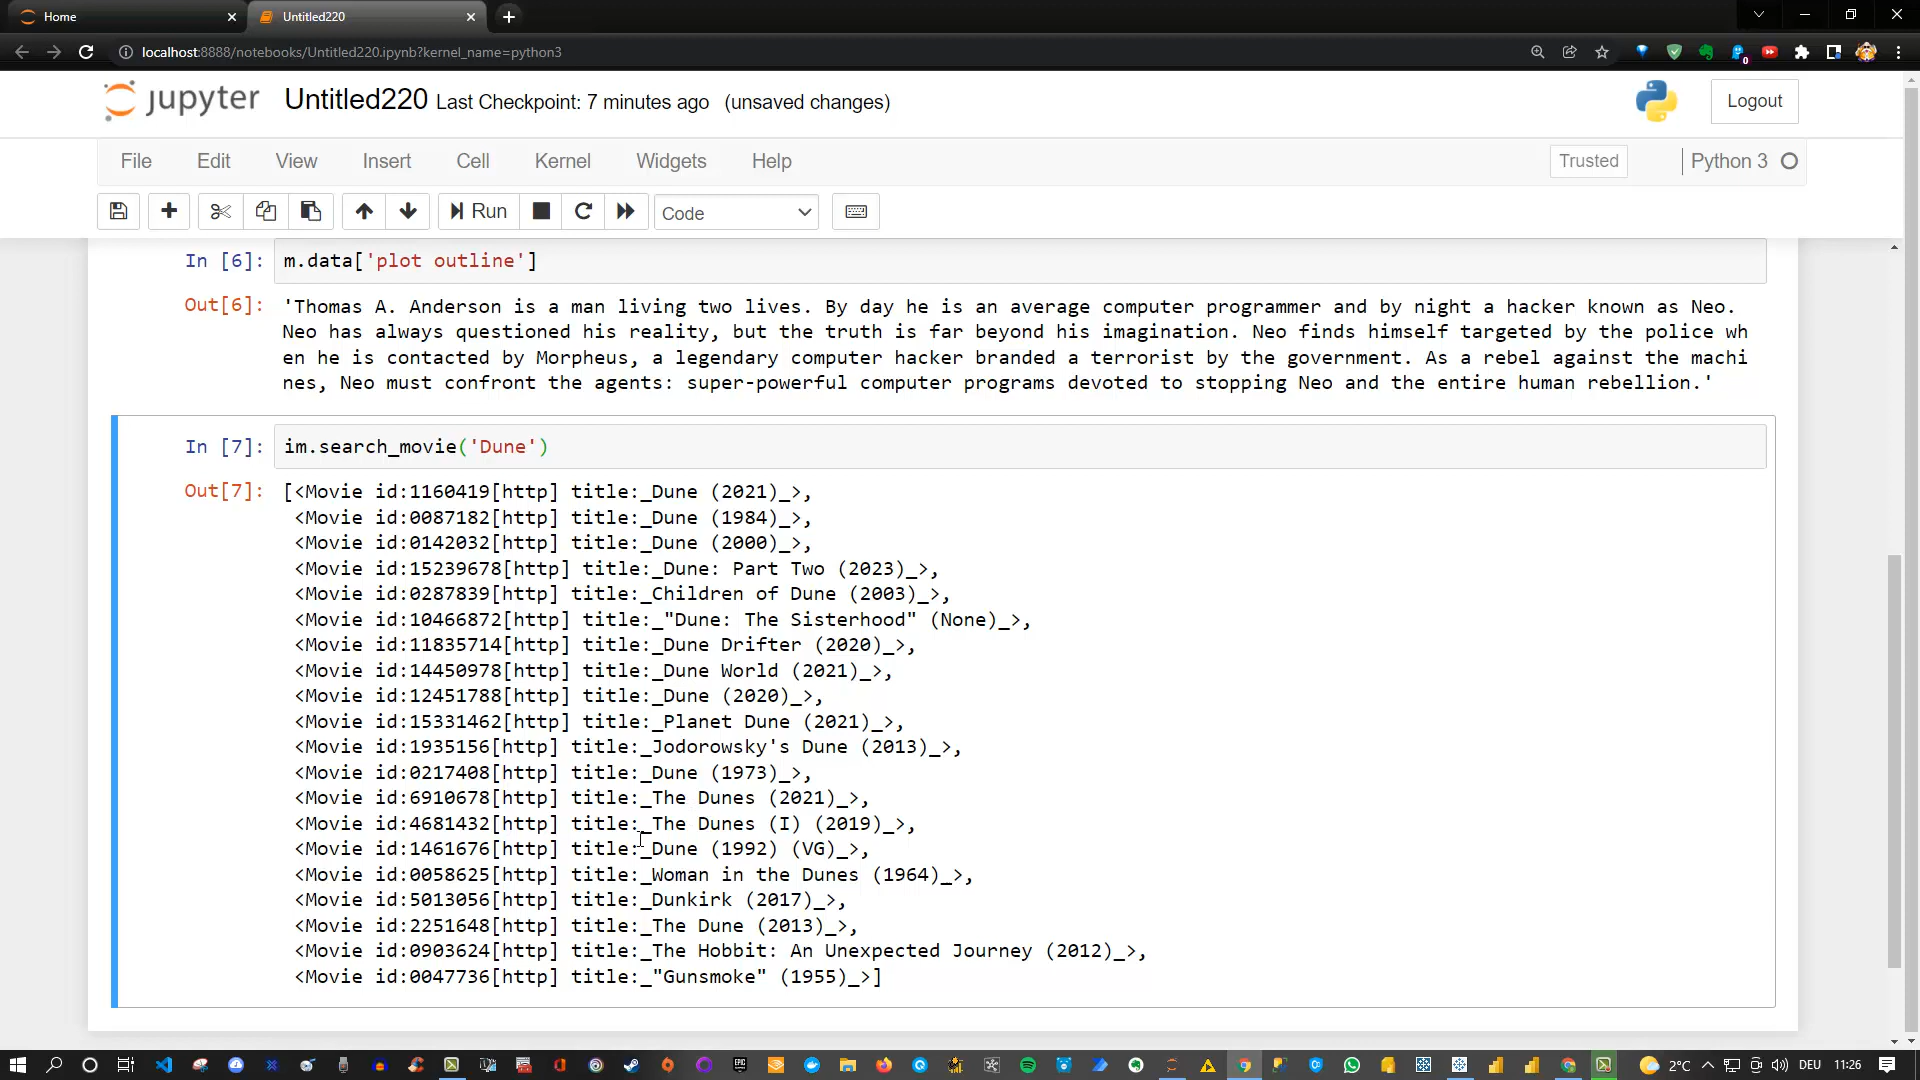 Home
Untitled220
localhost:8888/notebooks/Untitled220.ipynb?kernel_name=python3
0
jupyter Untitled220 Last Checkpoint: 7 minutes ago (unsaved changes)
Logout
File Edit View Insert Cell Kernel Widgets Help
Trusted
Python 3
Run
Code
In [6]: m.data['plot outline']
Out[6]: 'Thomas A. Anderson is a man living two lives. By day he is an average computer programmer and by night a hacker known as Neo.
Neo has always questioned his reality, but the truth is far beyond his imagination. Neo finds himself targeted by the police wh
en he is contacted by Morpheus, a legendary computer hacker branded a terrorist by the government. As a rebel against the machi
nes, Neo must confront the agents: super-powerful computer programs devoted to stopping Neo and the entire human rebellion.'
In [7]: im.search_movie('Dune')
Out[7]: [<Movie id:1160419[http] title:_Dune (2021)_>,
<Movie id:0087182[http] title:_Dune (1984)_>,
<Movie id:0142032[http] title:_Dune (2000)_>,
<Movie id:15239678[http] title:_Dune: Part Two (2023)_>,
<Movie id:0287839[http] title:_Children of Dune (2003)_>,
<Movie id:10466872[http] title:_"Dune: The Sisterhood" (None)_>,
<Movie id:11835714[http] title:_Dune Drifter (2020)_>,
<Movie id:14450978[http] title:_Dune World (2021)_>,
<Movie id:12451788[http] title:_Dune (2020)_>,
<Movie id:15331462[http] title:_Planet Dune (2021)_>,
<Movie id:1935156[http] title:_Jodorowsky's Dune (2013)_>,
<Movie id:0217408[http] title:_Dune (1973)_>,
<Movie id:6910678[http] title:_The Dunes (2021)_>,
<Movie id:4681432[http] title:_The Dunes (I) (2019)_>,
<Movie id:1461676[http] title:_Dune (1992) (VG)_>,
<Movie id:0058625[http] title:_Woman in the Dunes (1964)_>,
<Movie id:5013056[http] title:_Dunkirk (2017)_>,
<Movie id:2251648[http] title:_The Dune (2013)_>,
<Movie id:0903624[http] title:_The Hobbit: An Unexpected Journey (2012)_>,
<Movie id:0047736[http] title:_"Gunsmoke" (1955)_>]
2°C DEU 11:26